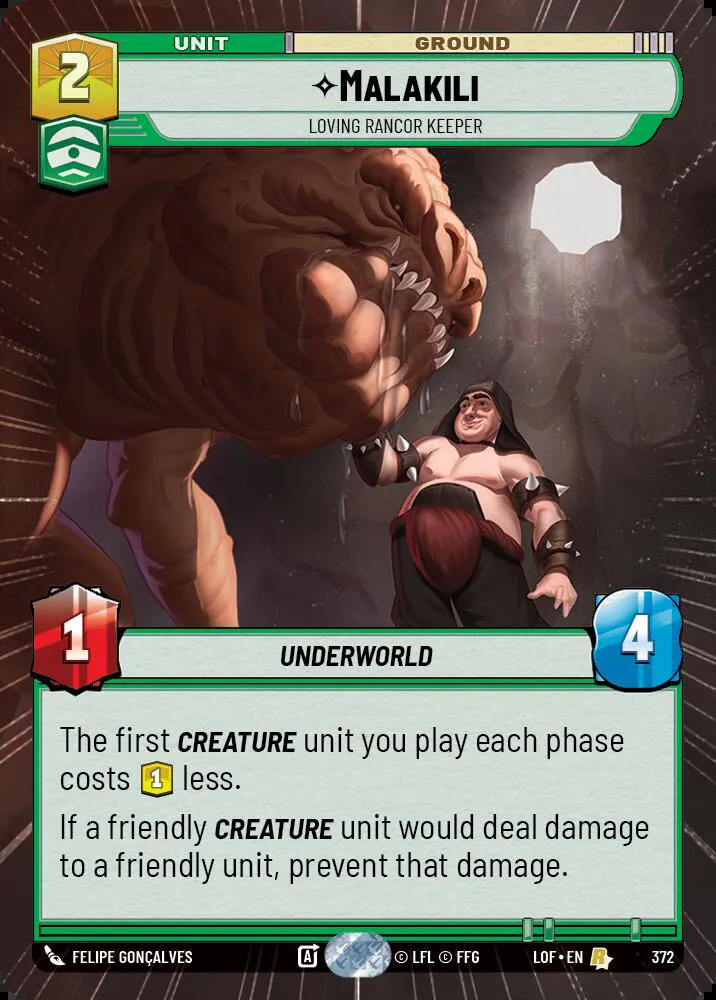 UNIT
GROUND
2
✧MALAKILI
LOVING RANCOR KEEPER
1
UNDERWORLD
4
The first CREATURE unit you play each phase
costs 1 less.
If a friendly CREATURE unit would deal damage
to a friendly unit, prevent that damage.
FELIPE GONÇALVES
A
© LFL © FFG
LOF • EN
R
372